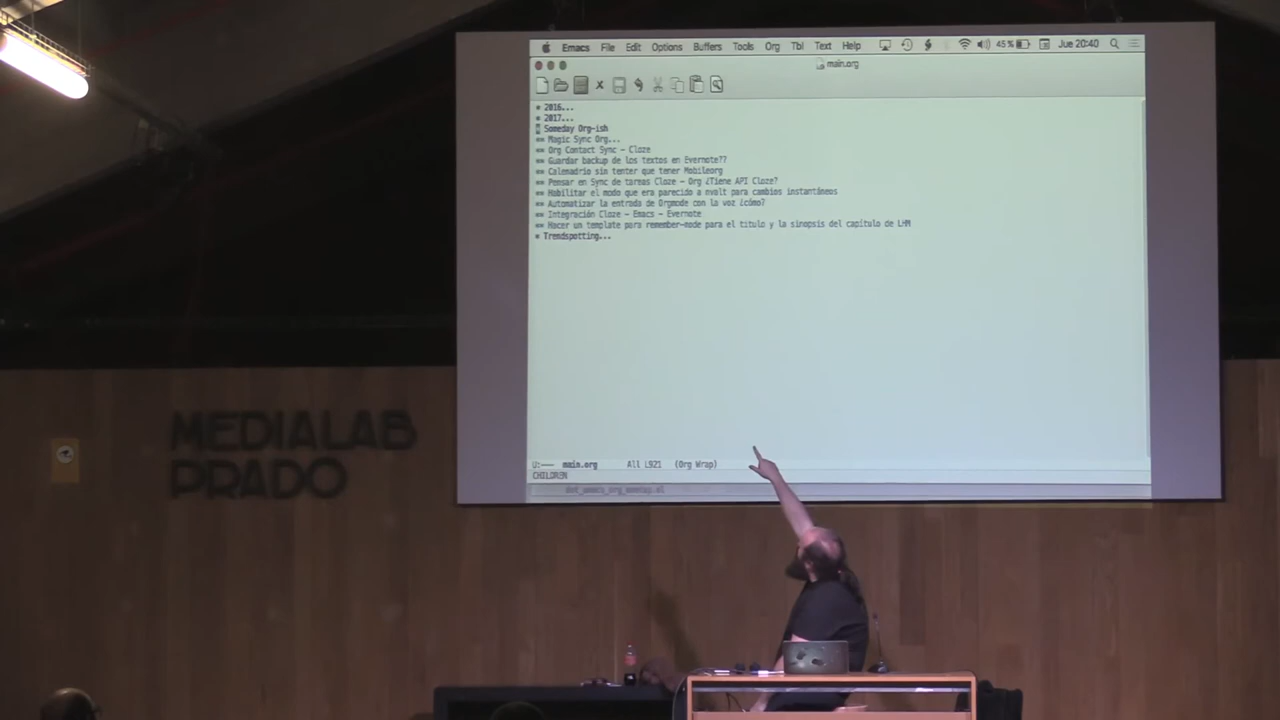 Emacs File Edit Options Buffers Tools Org Tbl Text Help 45% Jue 20:40
main.org
* 2016...
* 2017...
Someday Org-ish
** Magic Sync Org...
** Org Contact Sync - Cloze
** Guardar backup de los textos en Evernote??
** Calenadrio sin tenter que tener Mobileorg
** Pensar en Sync de tareas Cloze - Org ¿Tiene API Cloze?
** Habilitar el modo que era parecido a nvalt para cambios instantáneos
** Automatizar la entrada de Orgmode con la voz ¿cómo?
** Integración Cloze - Emacs - Evernote
** Hacer un template para remember-mode para el titulo y la sinopsis del capítulo de LHM
* Trendspotting...
U:--- main.org All L921 (Org Wrap)
CHILDREN
MEDIALAB
PRADO